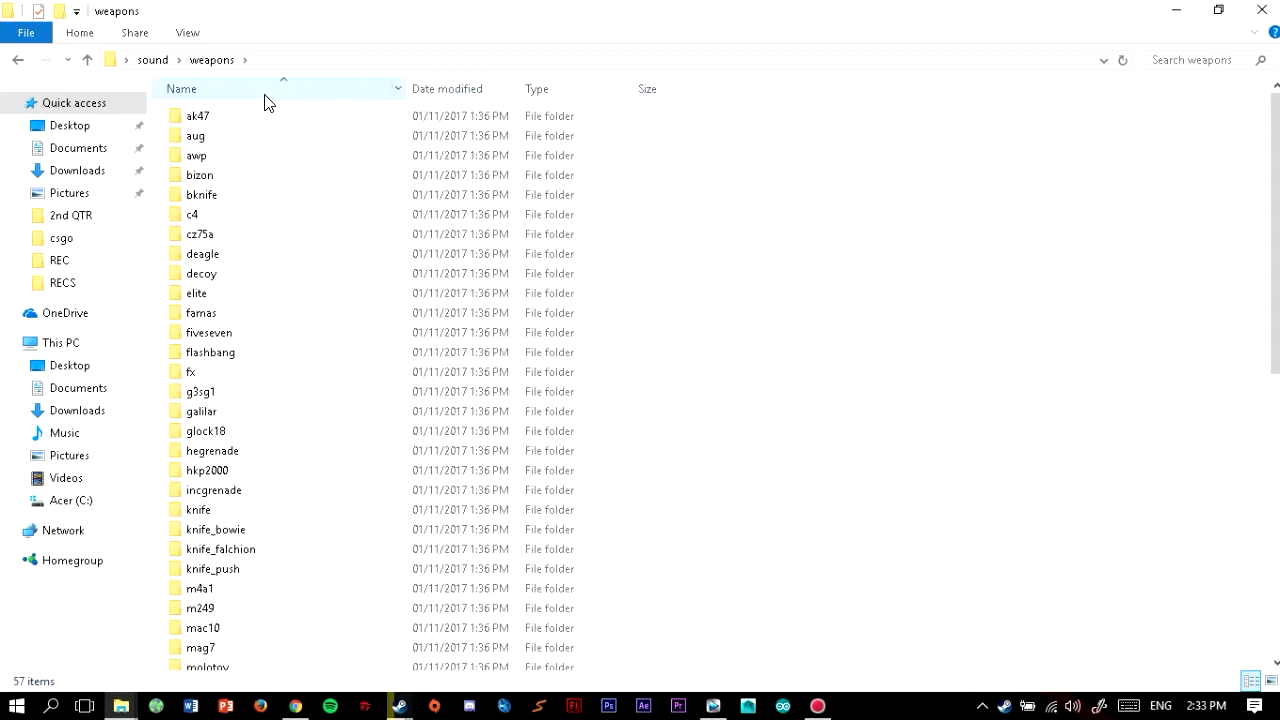 weapons
File Home Share View
sound weapons Search weapons
Name Date modified Type Size
Quick access
Desktop
Documents
Downloads
Pictures
2nd QTR
csgo
REC
RECS
OneDrive
This PC
Desktop
Documents
Downloads
Music
Pictures
Videos
Acer (C:)
Network
Homegroup
ak47 01/11/2017 1:36 PM File folder
aug 01/11/2017 1:36 PM File folder
awp 01/11/2017 1:36 PM File folder
bizon 01/11/2017 1:36 PM File folder
bknife 01/11/2017 1:36 PM File folder
c4 01/11/2017 1:36 PM File folder
cz75a 01/11/2017 1:36 PM File folder
deagle 01/11/2017 1:36 PM File folder
decoy 01/11/2017 1:36 PM File folder
elite 01/11/2017 1:36 PM File folder
famas 01/11/2017 1:36 PM File folder
fiveseven 01/11/2017 1:36 PM File folder
flashbang 01/11/2017 1:36 PM File folder
fx 01/11/2017 1:36 PM File folder
g3sg1 01/11/2017 1:36 PM File folder
galilar 01/11/2017 1:36 PM File folder
glock18 01/11/2017 1:36 PM File folder
hegrenade 01/11/2017 1:36 PM File folder
hkp2000 01/11/2017 1:36 PM File folder
incgrenade 01/11/2017 1:36 PM File folder
knife 01/11/2017 1:36 PM File folder
knife_bowie 01/11/2017 1:36 PM File folder
knife_falchion 01/11/2017 1:36 PM File folder
knife_push 01/11/2017 1:36 PM File folder
m4a1 01/11/2017 1:36 PM File folder
m249 01/11/2017 1:36 PM File folder
mac10 01/11/2017 1:36 PM File folder
mag7 01/11/2017 1:36 PM File folder
molotov 01/11/2017 1:36 PM File folder
57 items
ENG 2:33 PM